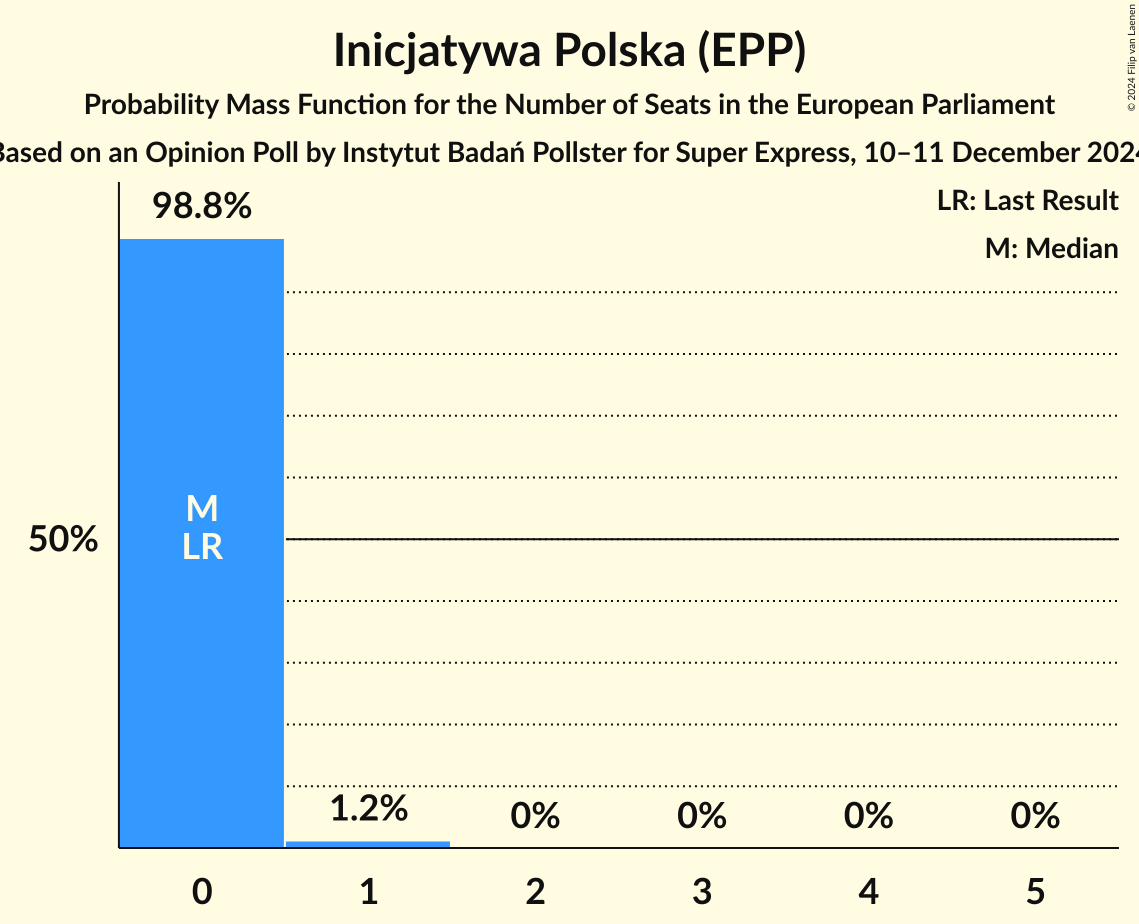 Inicjatywa Polska (EPP)
Probability Mass Function for the Number of Seats in the European Parliament
Based on an Opinion Poll by Instytut Badań Pollster for Super Express, 10–11 December 2024
© 2024 Filip van Laenen
LR: Last Result
M: Median
98.8%
M
LR
50%
1.2%
0%
0%
0%
0%
0
1
2
3
4
5